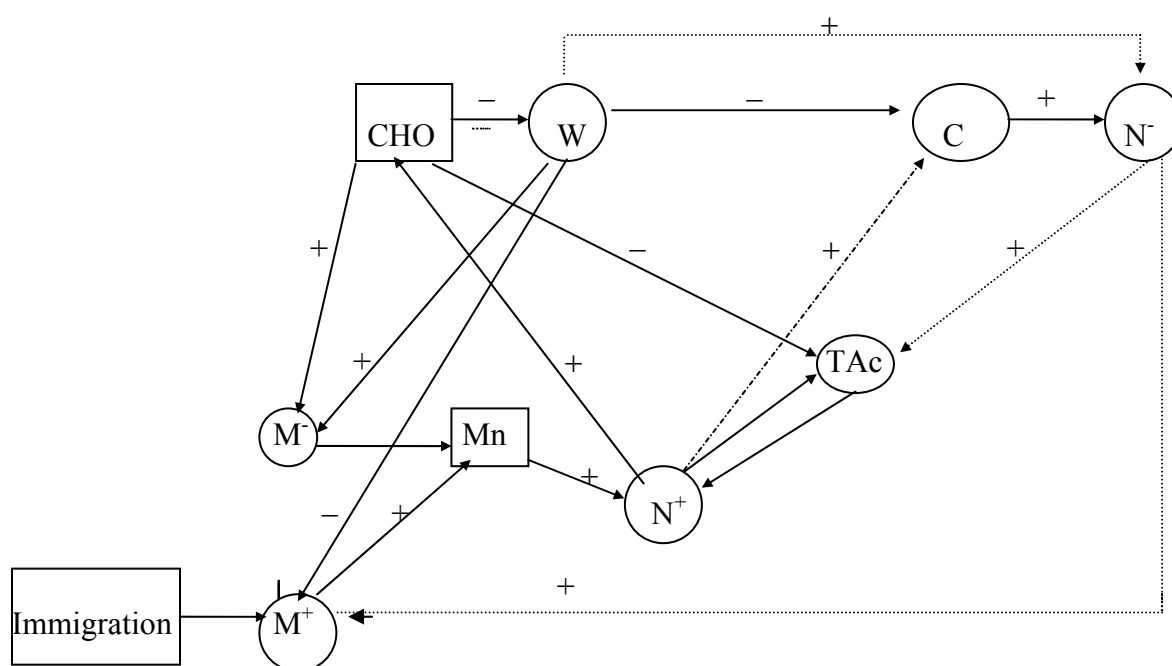 +
− −
+
CHO W C N⁻
+ − + +
+ +
TAc
M⁻ Mn
+
− + N⁺
+
Immigration M⁺